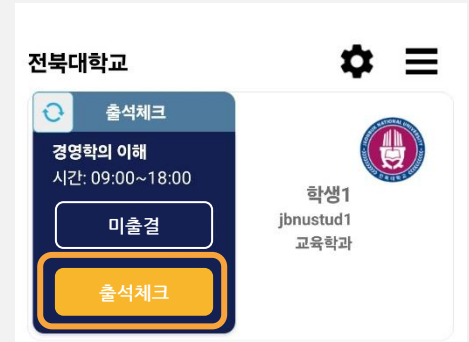 전북대학교
출석체크
경영학의 이해
시간: 09:00~18:00
미출결
출석체크
학생1
jbnustud1
교육학과